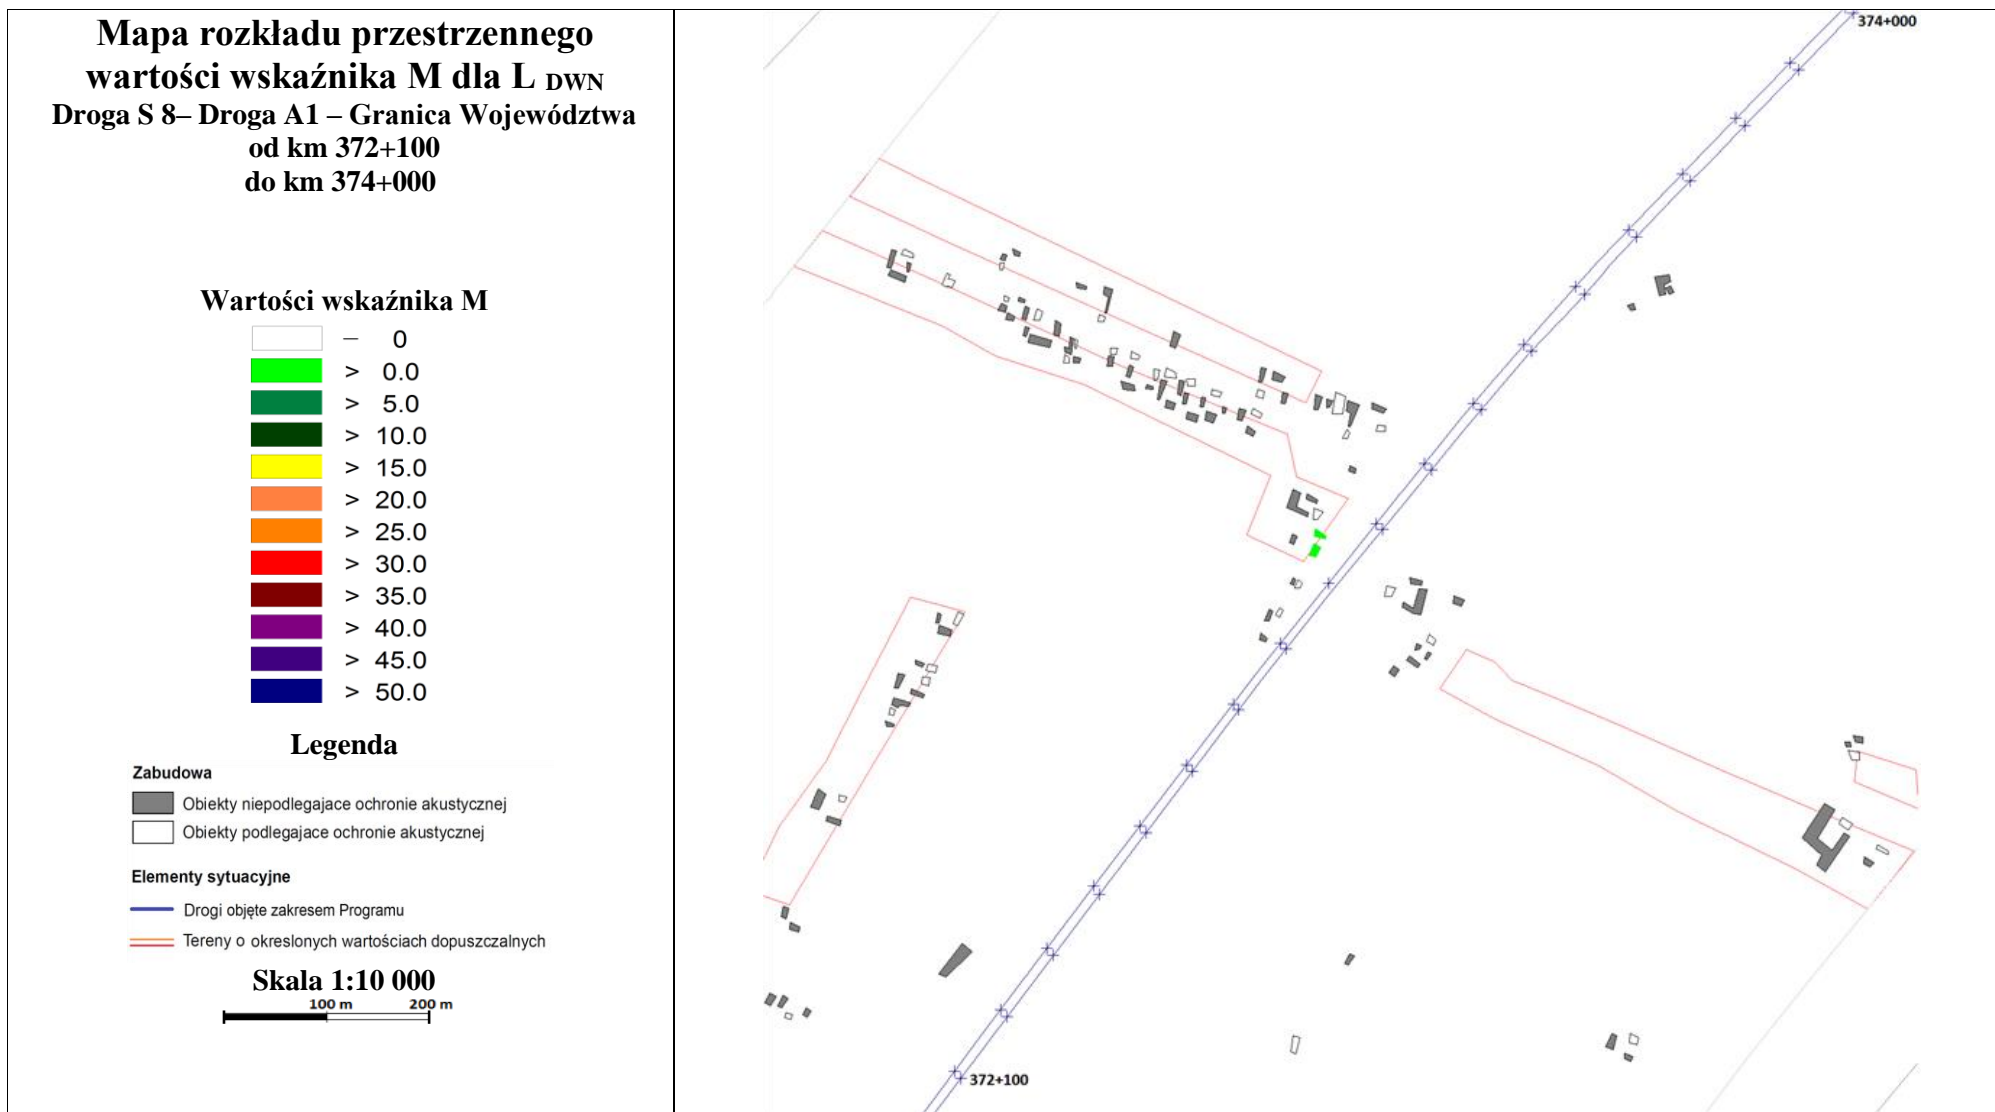 Mapa rozkładu przestrzennego
wartości wskaźnika M dla L DWN
Droga S 8– Droga A1 – Granica Województwa
od km 372+100
do km 374+000
Wartości wskaźnika M
– 0
> 0.0
> 5.0
> 10.0
> 15.0
> 20.0
> 25.0
> 30.0
> 35.0
> 40.0
> 45.0
> 50.0
Legenda
Zabudowa
Obiekty niepodlegajace ochronie akustycznej
Obiekty podlegajace ochronie akustycznej
Elementy sytuacyjne
Drogi objęte zakresem Programu
Tereny o okreslonych wartościach dopuszczalnych
Skala 1:10 000
100 m 200 m
374+000
372+100